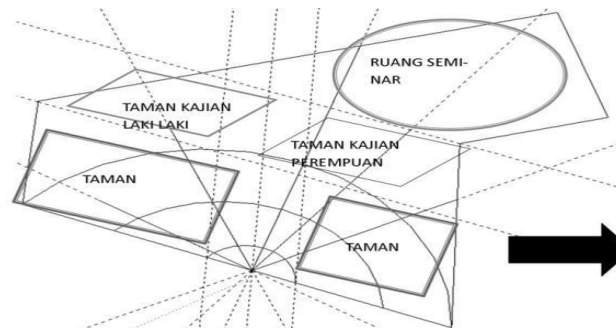 RUANG SEMI-
NAR
TAMAN KAJIAN
LAKI LAKI
TAMAN KAJIAN
PEREMPUAN
TAMAN
TAMAN